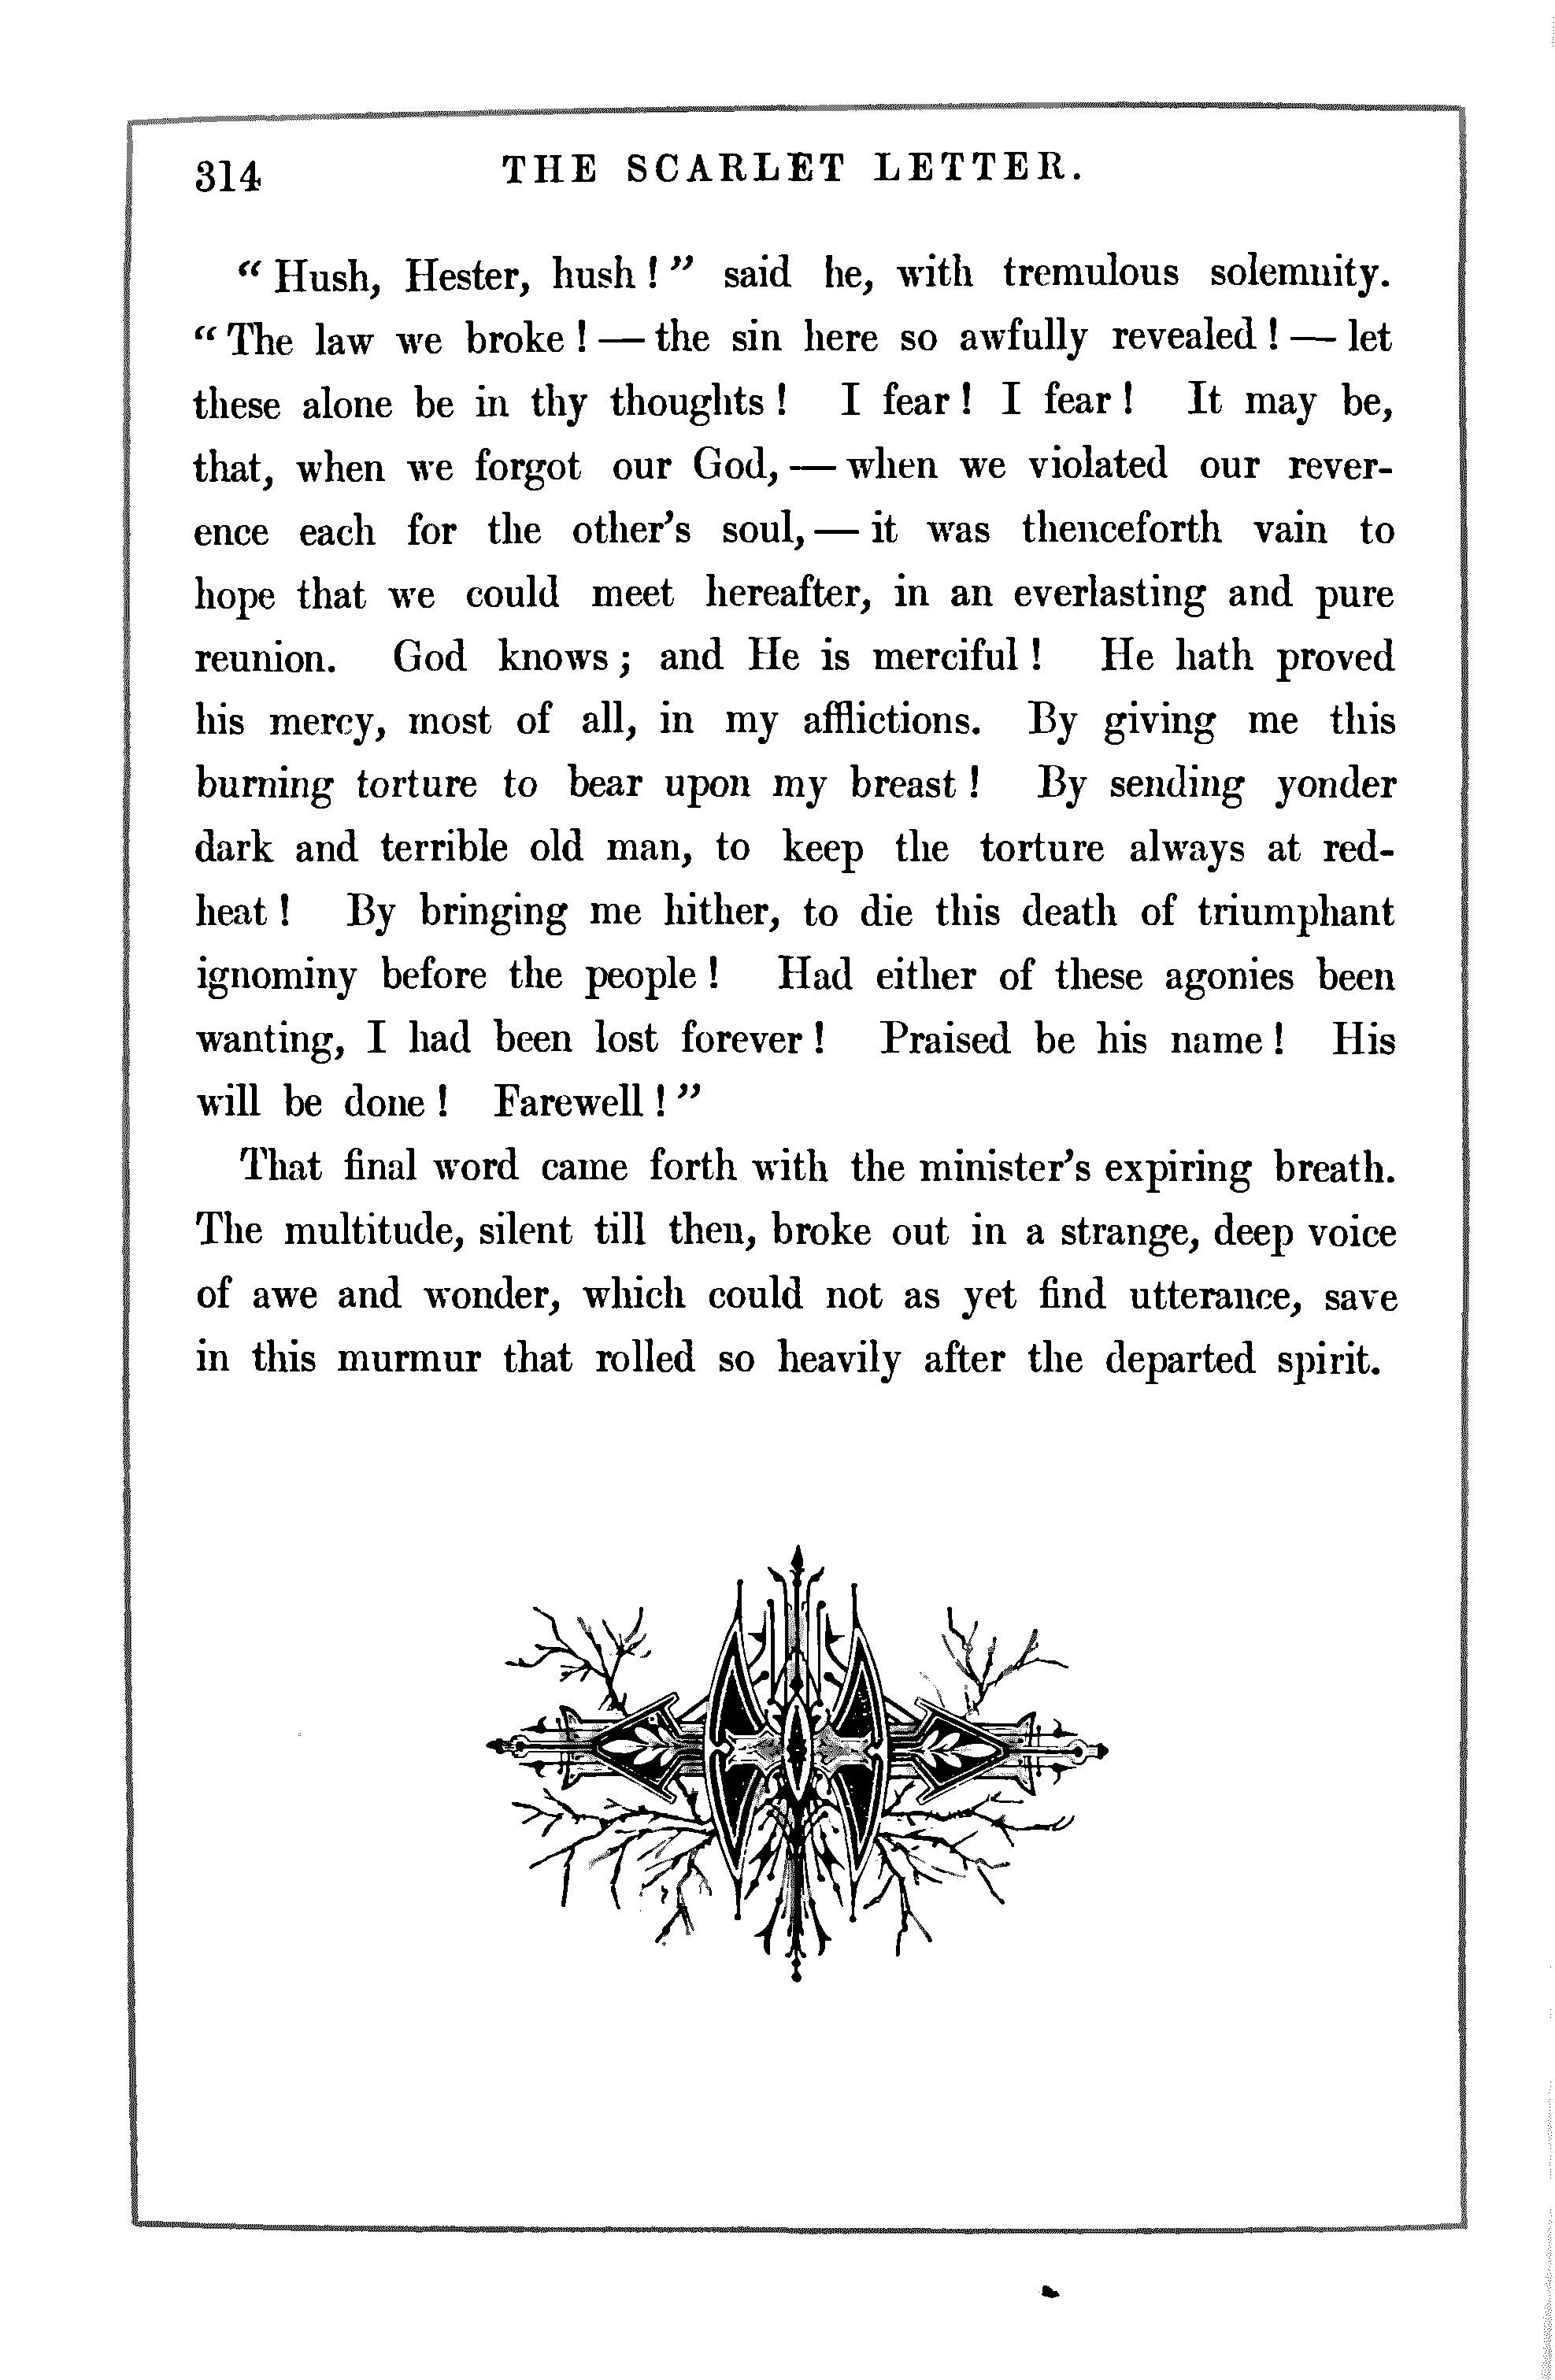 314 THE SCARLET LETTER.
“Hush, Hester, hush!” said he, with tremulous solemnity.
“The law we broke! — the sin here so awfully revealed! — let
these alone be in thy thoughts! I fear! I fear! It may be,
that, when we forgot our God, — when we violated our rever-
ence each for the other’s soul, — it was thenceforth vain to
hope that we could meet hereafter, in an everlasting and pure
reunion. God knows; and He is merciful! He hath proved
his mercy, most of all, in my afflictions. By giving me this
burning torture to bear upon my breast! By sending yonder
dark and terrible old man, to keep the torture always at red-
heat! By bringing me hither, to die this death of triumphant
ignominy before the people! Had either of these agonies been
wanting, I had been lost forever! Praised be his name! His
will be done! Farewell!”
That final word came forth with the minister’s expiring breath.
The multitude, silent till then, broke out in a strange, deep voice
of awe and wonder, which could not as yet find utterance, save
in this murmur that rolled so heavily after the departed spirit.